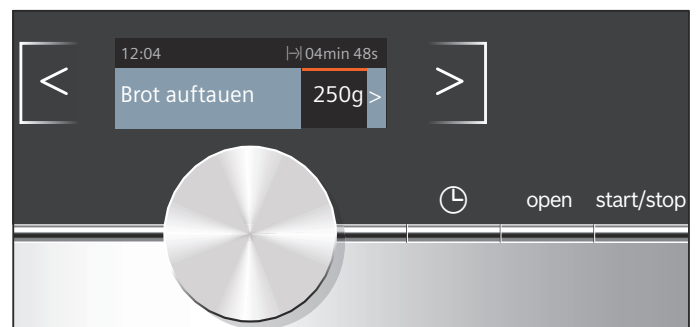 12:04 |→| 04min 48s
< Brot auftauen 250g > >
open start/stop